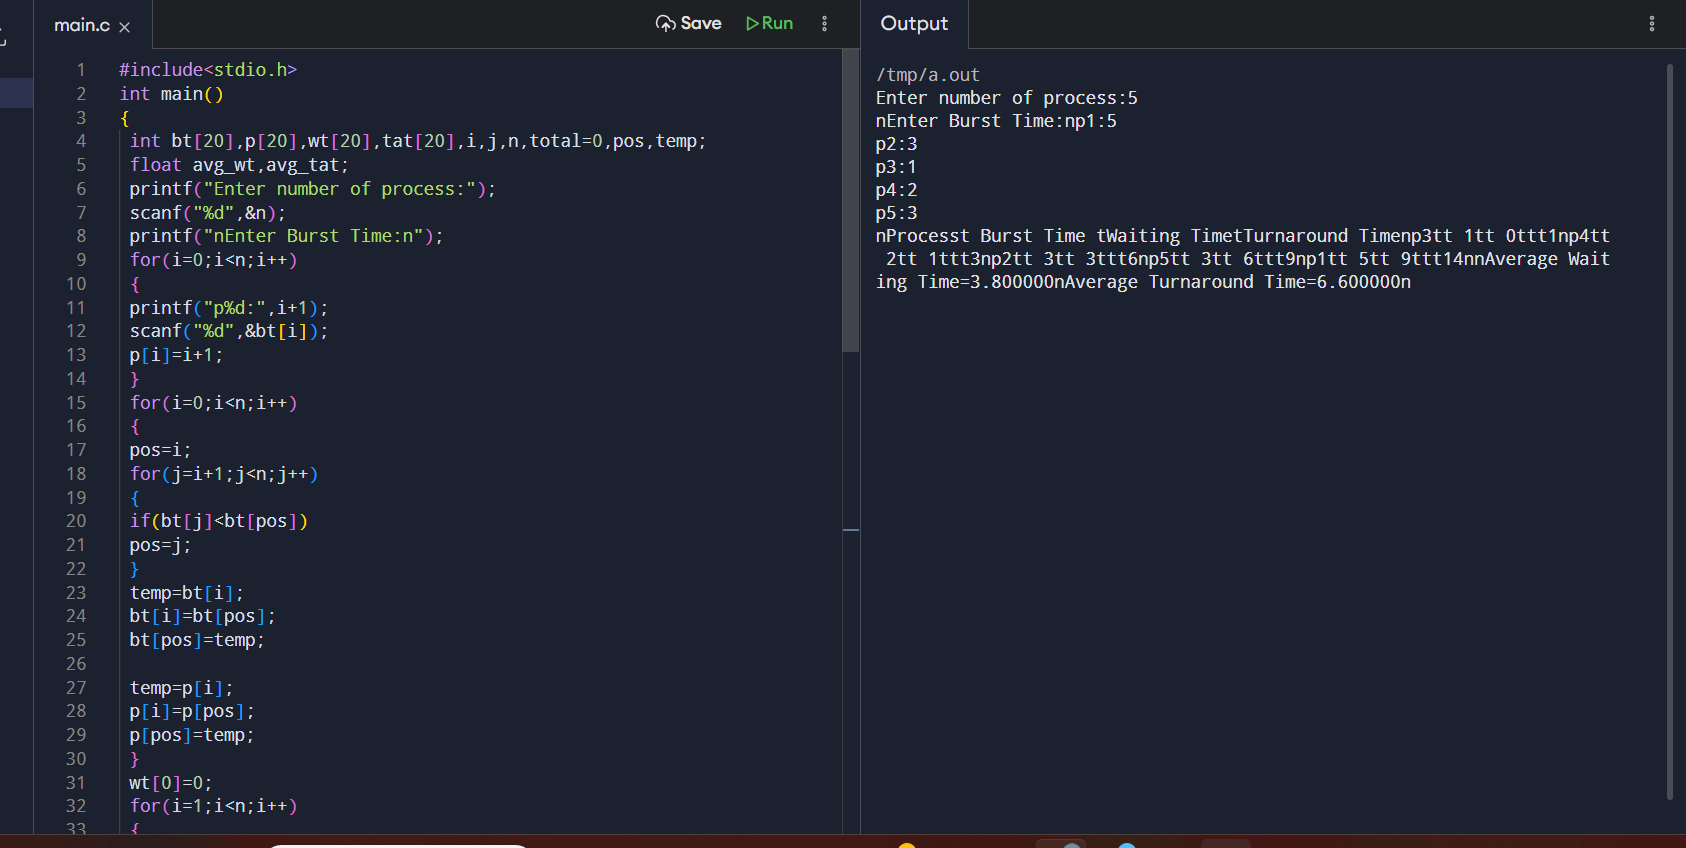 main.c ×
Save
Run
Output
1 #include<stdio.h>
2 int main()
3 {
4 int bt[20],p[20],wt[20],tat[20],i,j,n,total=0,pos,temp;
5 float avg_wt,avg_tat;
6 printf("Enter number of process:");
7 scanf("%d",&n);
8 printf("nEnter Burst Time:n");
9 for(i=0;i<n;i++)
10 {
11 printf("p%d:",i+1);
12 scanf("%d",&bt[i]);
13 p[i]=i+1;
14 }
15 for(i=0;i<n;i++)
16 {
17 pos=i;
18 for(j=i+1;j<n;j++)
19 {
20 if(bt[j]<bt[pos])
21 pos=j;
22 }
23 temp=bt[i];
24 bt[i]=bt[pos];
25 bt[pos]=temp;
26
27 temp=p[i];
28 p[i]=p[pos];
29 p[pos]=temp;
30 }
31 wt[0]=0;
32 for(i=1;i<n;i++)
33 {
/tmp/a.out
Enter number of process:5
nEnter Burst Time:np1:5
p2:3
p3:1
p4:2
p5:3
nProcesst Burst Time tWaiting TimetTurnaround Timenp3tt 1tt 0ttt1np4tt
2tt 1ttt3np2tt 3tt 3ttt6np5tt 3tt 6ttt9np1tt 5tt 9ttt14nnAverage Wait
ing Time=3.800000nAverage Turnaround Time=6.600000n